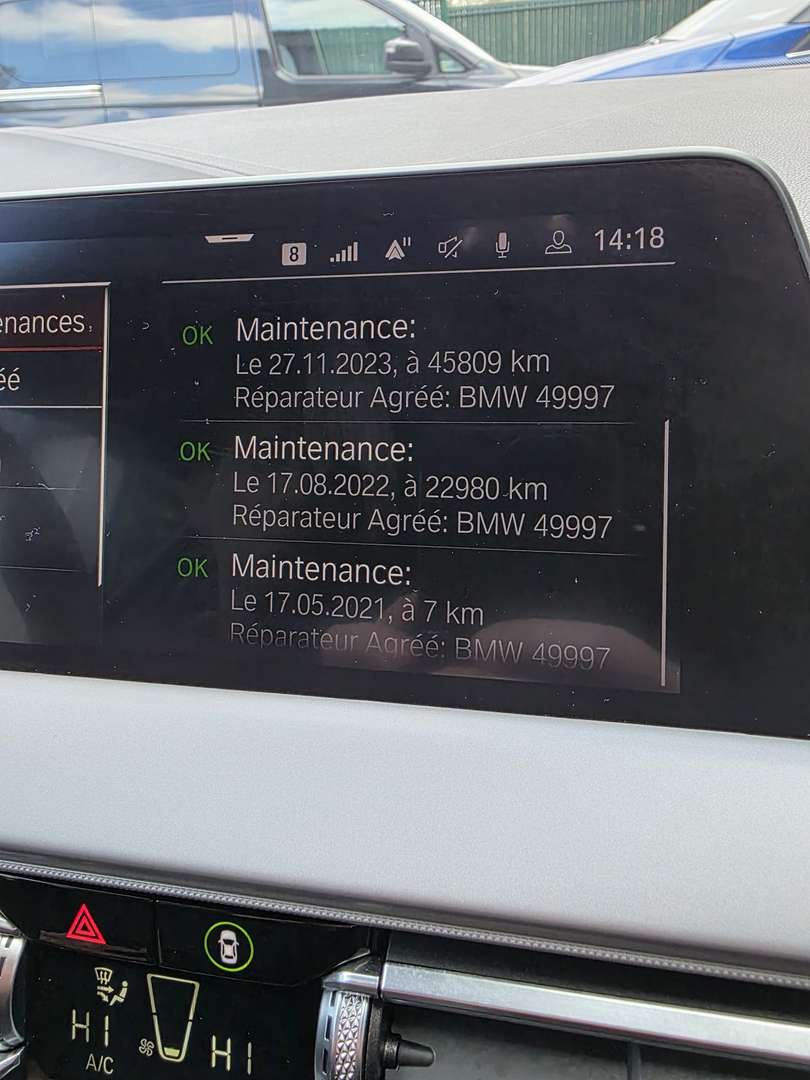 8
14:18
enances
éé
OK Maintenance:
Le 27.11.2023, à 45809 km
Réparateur Agréé: BMW 49997
OK Maintenance:
Le 17.08.2022, à 22980 km
Réparateur Agréé: BMW 49997
OK Maintenance:
Le 17.05.2021, à 7 km
Réparateur Agréé: BMW 49997
HI
A/C
HI